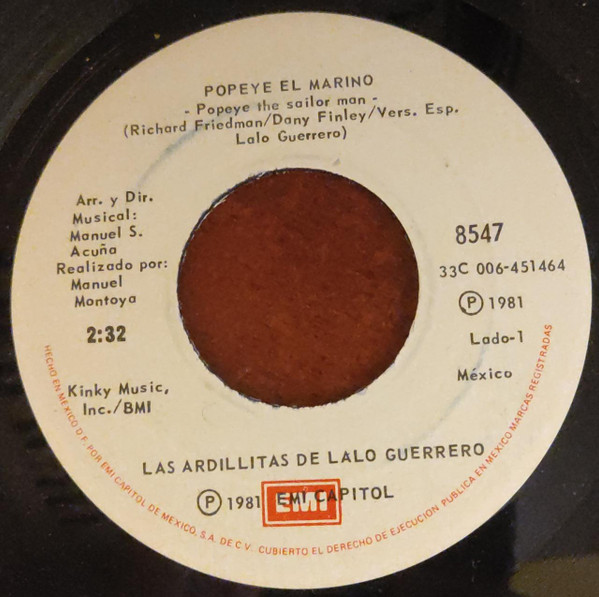 POPEYE EL MARINO
- Popeye the sailor man -
(Richard Friedman/Dany Finley/Vers. Esp.
Lalo Guerrero)
Arr. y Dir.
Musical:
Manuel S.
Acuña
Realizado por:
Manuel
Montoya
2:32
Kinky Music,
Inc./BMI
8547
33C 006-451464
Ⓟ 1981
Lado-1
México
LAS ARDILLITAS DE LALO GUERRERO
Ⓟ 1981 EMI CAPITOL
EMI
HECHO EN MEXICO D.F. POR EMI CAPITOL DE MEXICO, S.A. DE C.V. CUBIERTO EL DERECHO DE EJECUCION PUBLICA EN MEXICO MARCAS REGISTRADAS